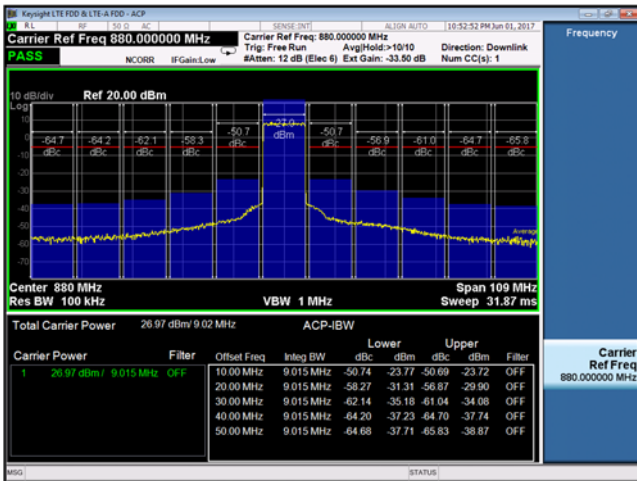 Keysight LTE FDD & LTE-A FDD - ACP
RL RF 50 Ω AC SENSE:INT ALIGN AUTO 10:52:52 PM Jun 01, 2017
Carrier Ref Freq 880.000000 MHz
PASS
NCORR IFGain:Low
Carrier Ref Freq: 880.000000 MHz
Trig: Free Run Avg|Hold:>10/10 Direction: Downlink
#Atten: 12 dB (Elec 6) Ext Gain: -33.50 dB Num CC(s): 1
Frequency
10 dB/div Ref 20.00 dBm
Log
10
0
-10
-20
-30
-40
-50
-60
-70
-64.7 dBc
-64.2 dBc
-62.1 dBc
-58.3 dBc
-50.7 dBc
-27.0 dBm
-50.7 dBc
-56.9 dBc
-61.0 dBc
-64.7 dBc
-65.8 dBc
Average
Center 880 MHz Span 109 MHz
Res BW 100 kHz VBW 1 MHz Sweep 31.87 ms
Total Carrier Power 26.97 dBm/ 9.02 MHz ACP-IBW
Lower Upper
Carrier Power Filter Offset Freq Integ BW dBc dBm dBc dBm Filter
1 26.97 dBm / 9.015 MHz OFF
10.00 MHz 9.015 MHz -50.74 -23.77 -50.69 -23.72 OFF
20.00 MHz 9.015 MHz -58.27 -31.31 -56.87 -29.90 OFF
30.00 MHz 9.015 MHz -62.14 -35.18 -61.04 -34.08 OFF
40.00 MHz 9.015 MHz -64.20 -37.23 -64.70 -37.74 OFF
50.00 MHz 9.015 MHz -64.68 -37.71 -65.83 -38.87 OFF
Carrier
Ref Freq
880.000000 MHz
MSG STATUS